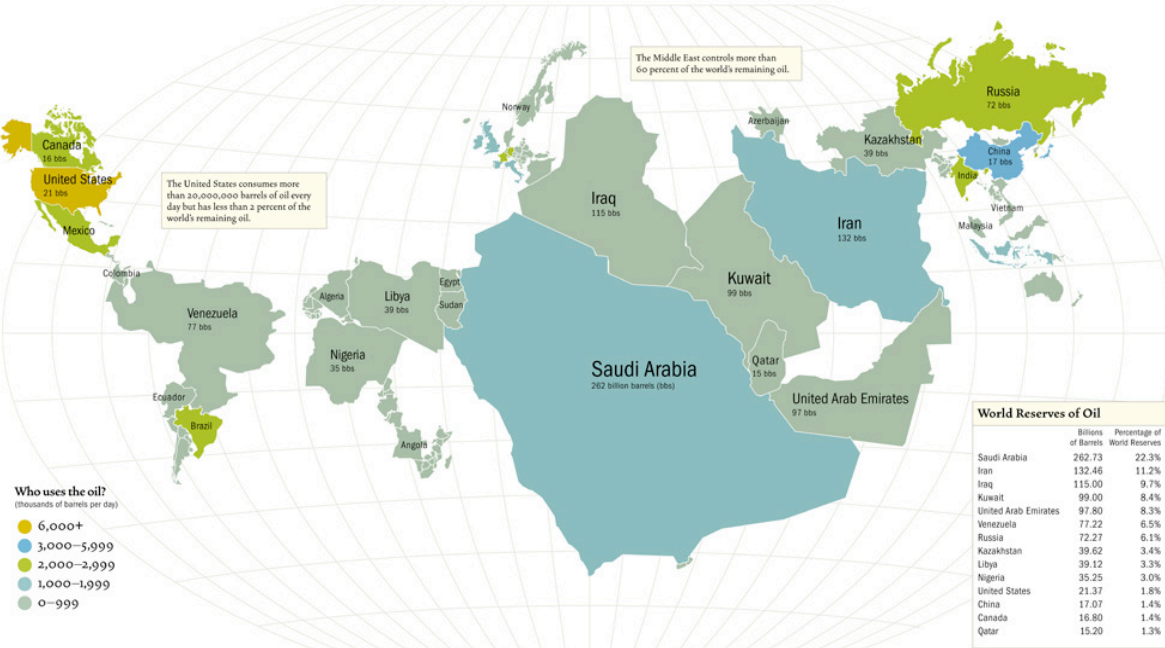 The Middle East controls more than
60 percent of the world's remaining oil.
Norway
Azerbaijan
Russia
72 bbs
Canada
16 bbs
Kazakhstan
39 bbs
China
17 bbs
India
United States
21 bbs
The United States consumes more
than 20,000,000 barrels of oil every
day but has less than 2 percent of the
world's remaining oil.
Iraq
115 bbs
Iran
132 bbs
Vietnam
Malaysia
Mexico
Colombia
Venezuela
77 bbs
Algeria
Libya
39 bbs
Egypt
Sudan
Kuwait
99 bbs
Nigeria
35 bbs
Saudi Arabia
262 billion barrels (bbs)
Qatar
15 bbs
United Arab Emirates
97 bbs
Ecuador
Brazil
Angola
Who uses the oil?
(thousands of barrels per day)
6,000+
3,000–5,999
2,000–2,999
1,000–1,999
0–999
World Reserves of Oil
Billions Percentage of
of Barrels World Reserves
Saudi Arabia 262.73 22.3%
Iran 132.46 11.2%
Iraq 115.00 9.7%
Kuwait 99.00 8.4%
United Arab Emirates 97.80 8.3%
Venezuela 77.22 6.5%
Russia 72.27 6.1%
Kazakhstan 39.62 3.4%
Libya 39.12 3.3%
Nigeria 35.25 3.0%
United States 21.37 1.8%
China 17.07 1.4%
Canada 16.80 1.4%
Qatar 15.20 1.3%